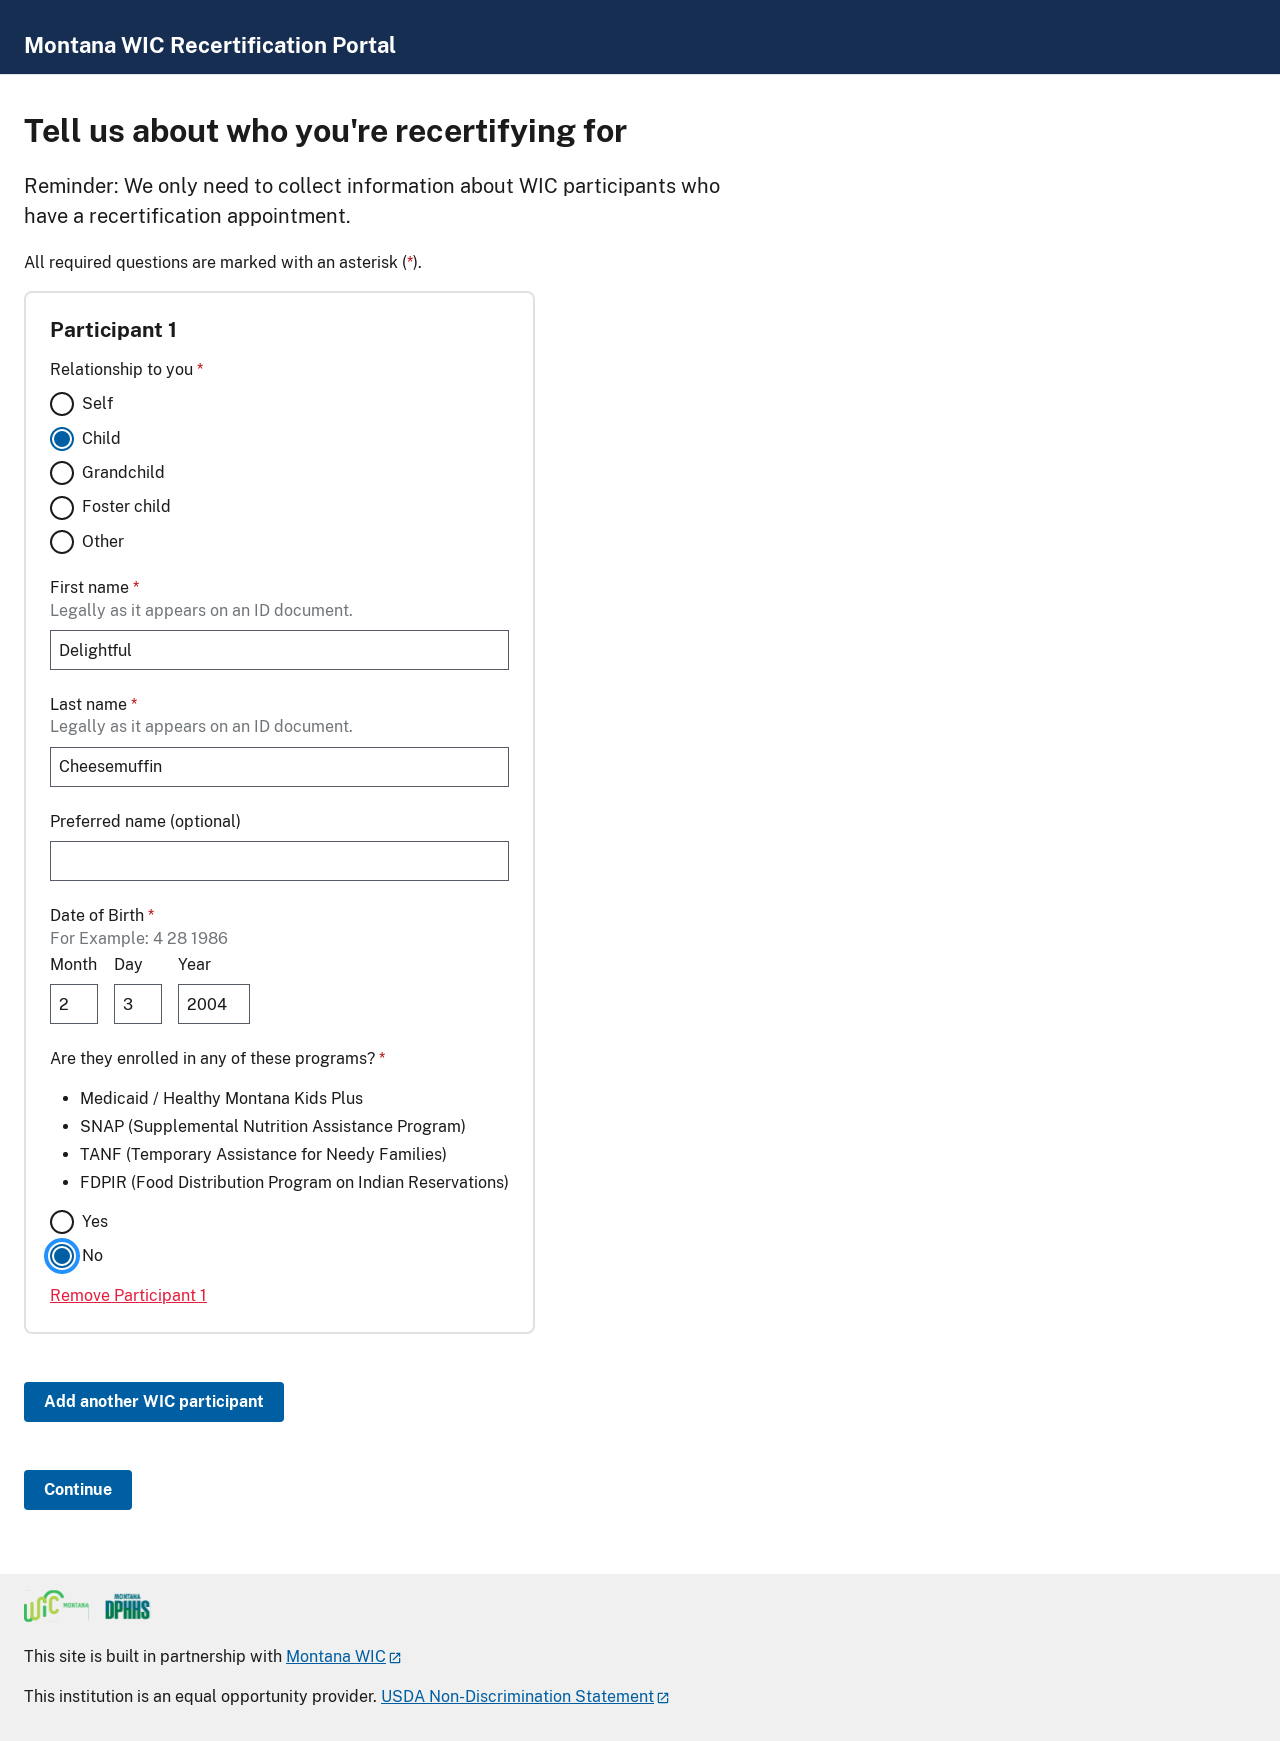 Montana WIC Recertification Portal
Tell us about who you're recertifying for
Reminder: We only need to collect information about WIC participants who
have a recertification appointment.
All required questions are marked with an asterisk (*).
Participant 1
Relationship to you *
Self
Child
Grandchild
Foster child
Other
First name *
Legally as it appears on an ID document.
Delightful
Last name *
Legally as it appears on an ID document.
Cheesemuffin
Preferred name (optional)
Date of Birth *
For Example: 4 28 1986
Month Day Year
2 3 2004
Are they enrolled in any of these programs? *
• Medicaid / Healthy Montana Kids Plus
• SNAP (Supplemental Nutrition Assistance Program)
• TANF (Temporary Assistance for Needy Families)
• FDPIR (Food Distribution Program on Indian Reservations)
Yes
No
Remove Participant 1
Add another WIC participant
Continue
WIC MONTANA MONTANA DPHHS
This site is built in partnership with Montana WIC
This institution is an equal opportunity provider. USDA Non-Discrimination Statement